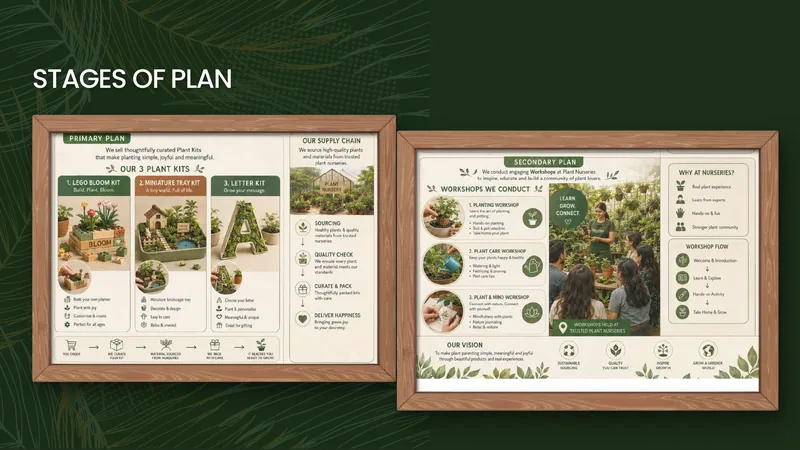 STAGES OF PLAN
PRIMARY PLAN
We sell thoughtfully curated Plant Kits
that make planting simple, joyful and meaningful.
OUR 3 PLANT KITS
1. LEGO BLOOM KIT
Build. Plant. Bloom.
BLOOM
Build your own planter
Plant with joy
Customise & create
Perfect for all ages
2. MINIATURE TRAY KIT
A tiny world, full of life.
Miniature landscape tray
Decorate & design
Easy to care
Relax & unwind
3. LETTER KIT
Grow your message.
Choose your letter
Plant & personalise
Meaningful & unique
Great for gifting
YOU ORDER
WE CURATE
YOUR KIT
MATERIAL SOURCED
FROM NURSERIES
WE PACK
WITH CARE
IT REACHES YOU
READY TO GROW
OUR SUPPLY CHAIN
We source high-quality plants
and materials from trusted
plant nurseries.
PLANT
NURSERY
SOURCING
Healthy plants & quality
materials from trusted
nurseries
QUALITY CHECK
We ensure every plant
and material meets our
standards
CURATE & PACK
Thoughtfully packed kits
with care.
DELIVER HAPPINESS
Bringing green joy
to your doorstep
SECONDARY PLAN
We conduct engaging Workshops at Plant Nurseries
to inspire, educate and build a community of plant lovers.
WORKSHOPS WE CONDUCT
1. PLANTING WORKSHOP
Learn the art of planting
and potting.
Hands-on planting
Soil & pot selection
Take home your plant
2. PLANT CARE WORKSHOP
Keep your plants happy & healthy
Watering & light
Fertilizing & pruning
Pest care tips
3. PLANT & MIND WORKSHOP
Connect with nature. Connect
with yourself.
Mindfulness with plants
Nature journaling
Relax & restore
LEARN.
GROW.
CONNECT.
WORKSHOPS HELD AT
TRUSTED PLANT NURSERIES
WHY AT NURSERIES?
Real plant experience
Learn from experts
Hands-on & fun
Stronger plant community
WORKSHOP FLOW
Welcome & Introduction
Learn & Explore
Hands-on Activity
Take Home & Grow
OUR VISION
To make plant parenting simple, meaningful and joyful
through beautiful products and real experiences.
SUSTAINABLE
SOURCING
QUALITY
YOU CAN TRUST
INSPIRE
GROWTH
GROW A GREENER
WORLD